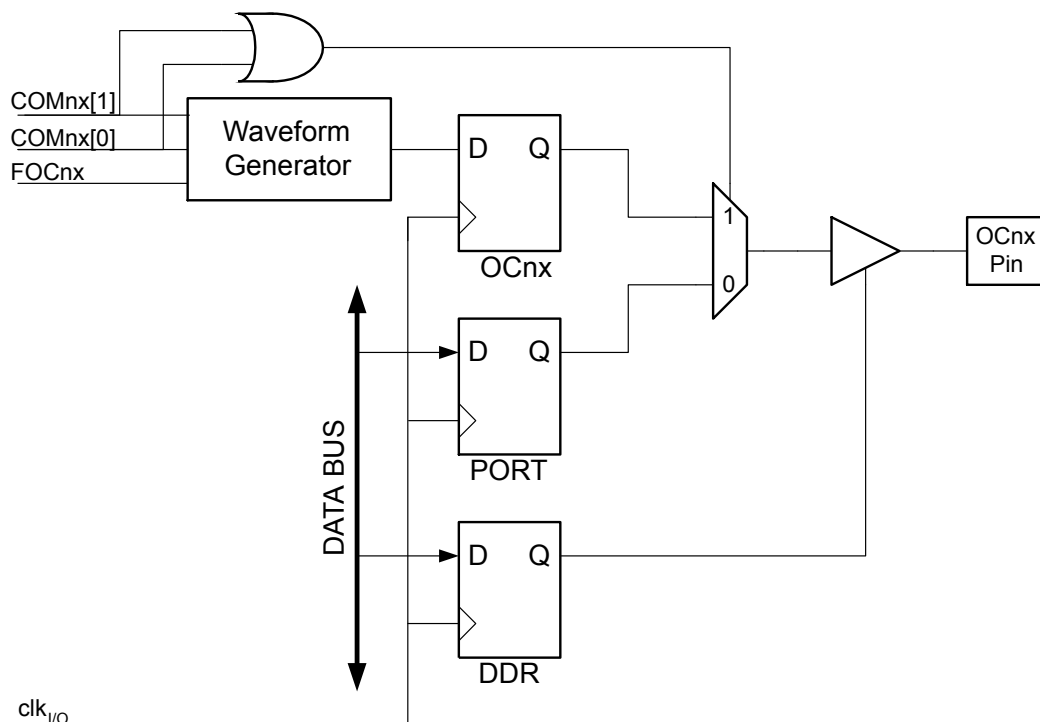 COMnx[1]
COMnx[0]
FOCnx
Waveform
Generator
D Q
OCnx
1
0
OCnx
Pin
D Q
PORT
DATA BUS
D Q
DDR
clkI/O